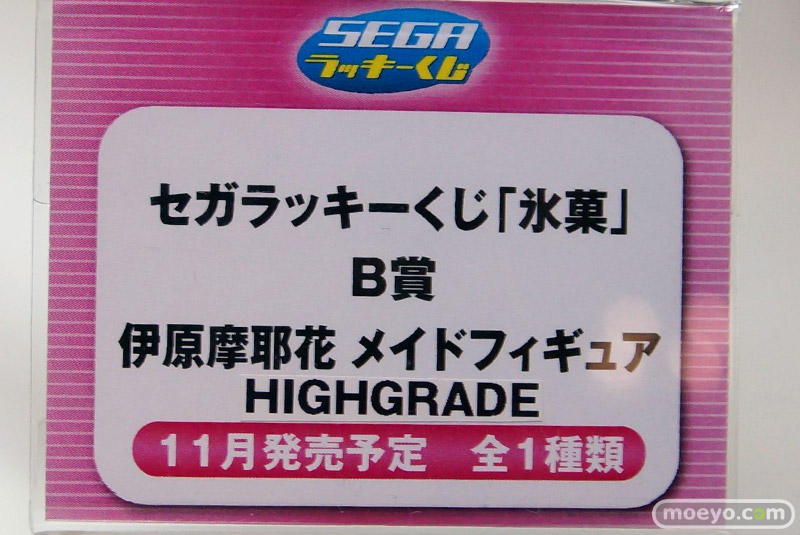 SEGA
ラッキーくじ
セガラッキーくじ「氷菓」
B賞
伊原摩耶花 メイドフィギュア
HIGHGRADE
11月発売予定 全1種類
moeyo.com